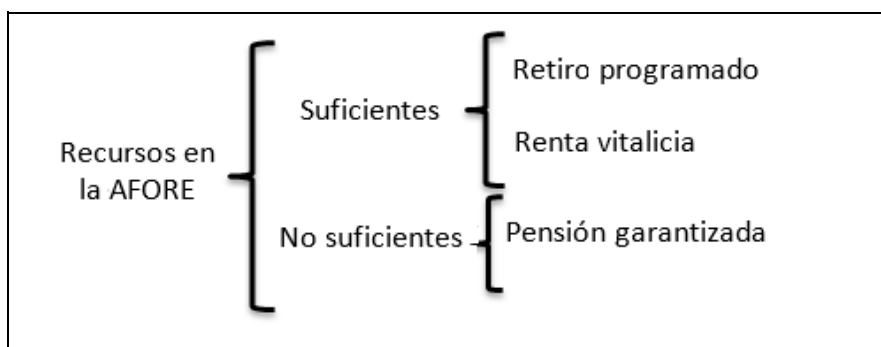 Recursos en
la AFORE
Suficientes
Retiro programado
Renta vitalicia
No suficientes
Pensión garantizada